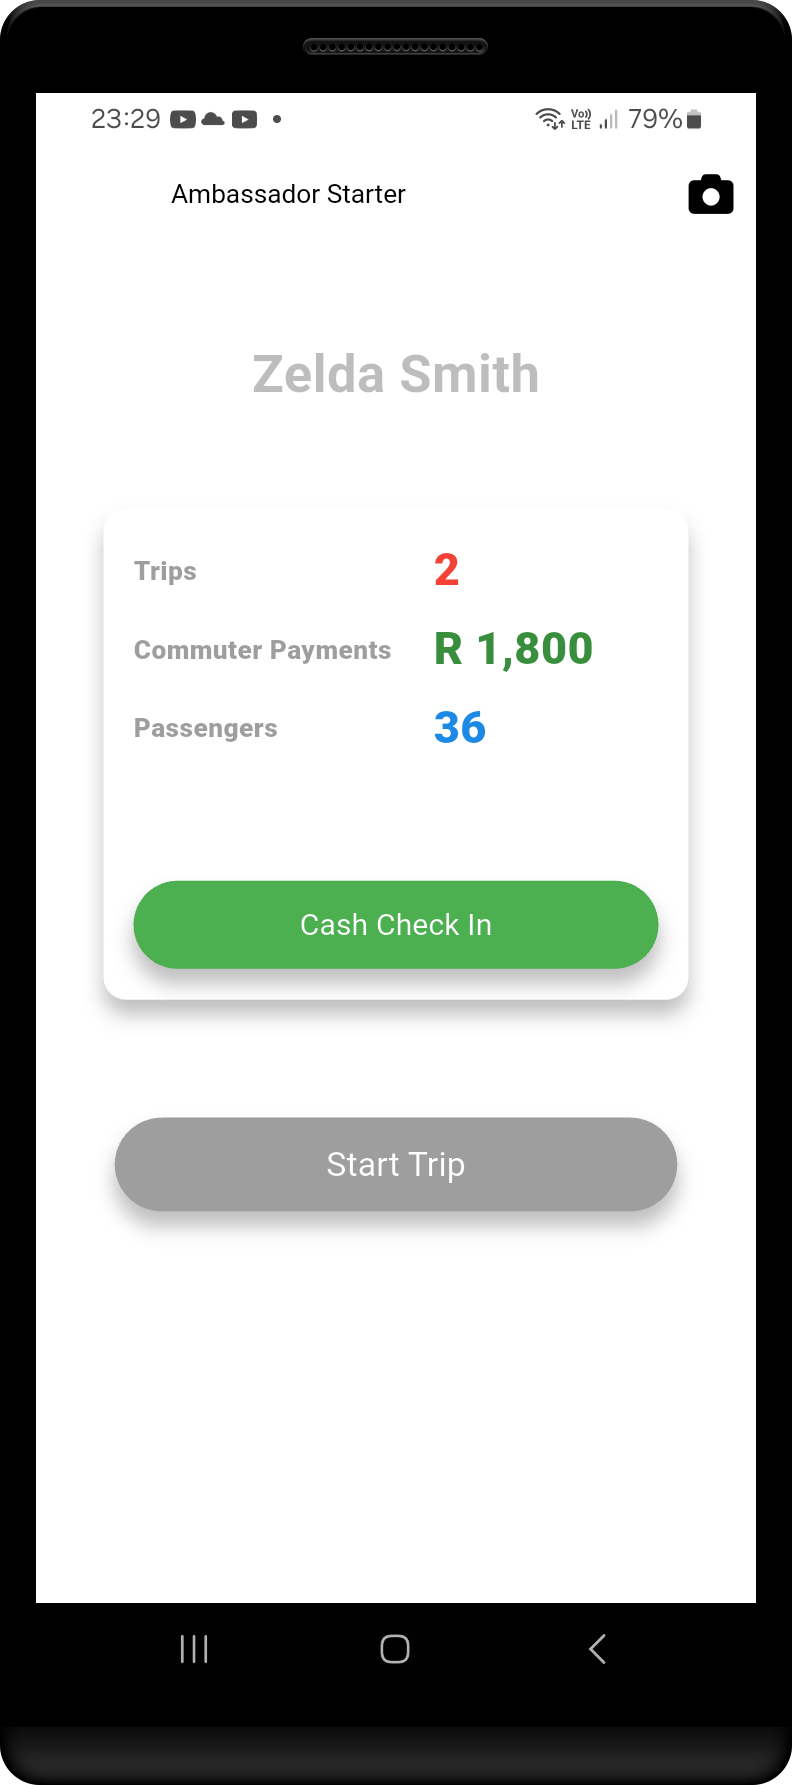 23:29 Vo)) LTE 79%
Ambassador Starter
Zelda Smith
Trips 2
Commuter Payments R 1,800
Passengers 36
Cash Check In
Start Trip